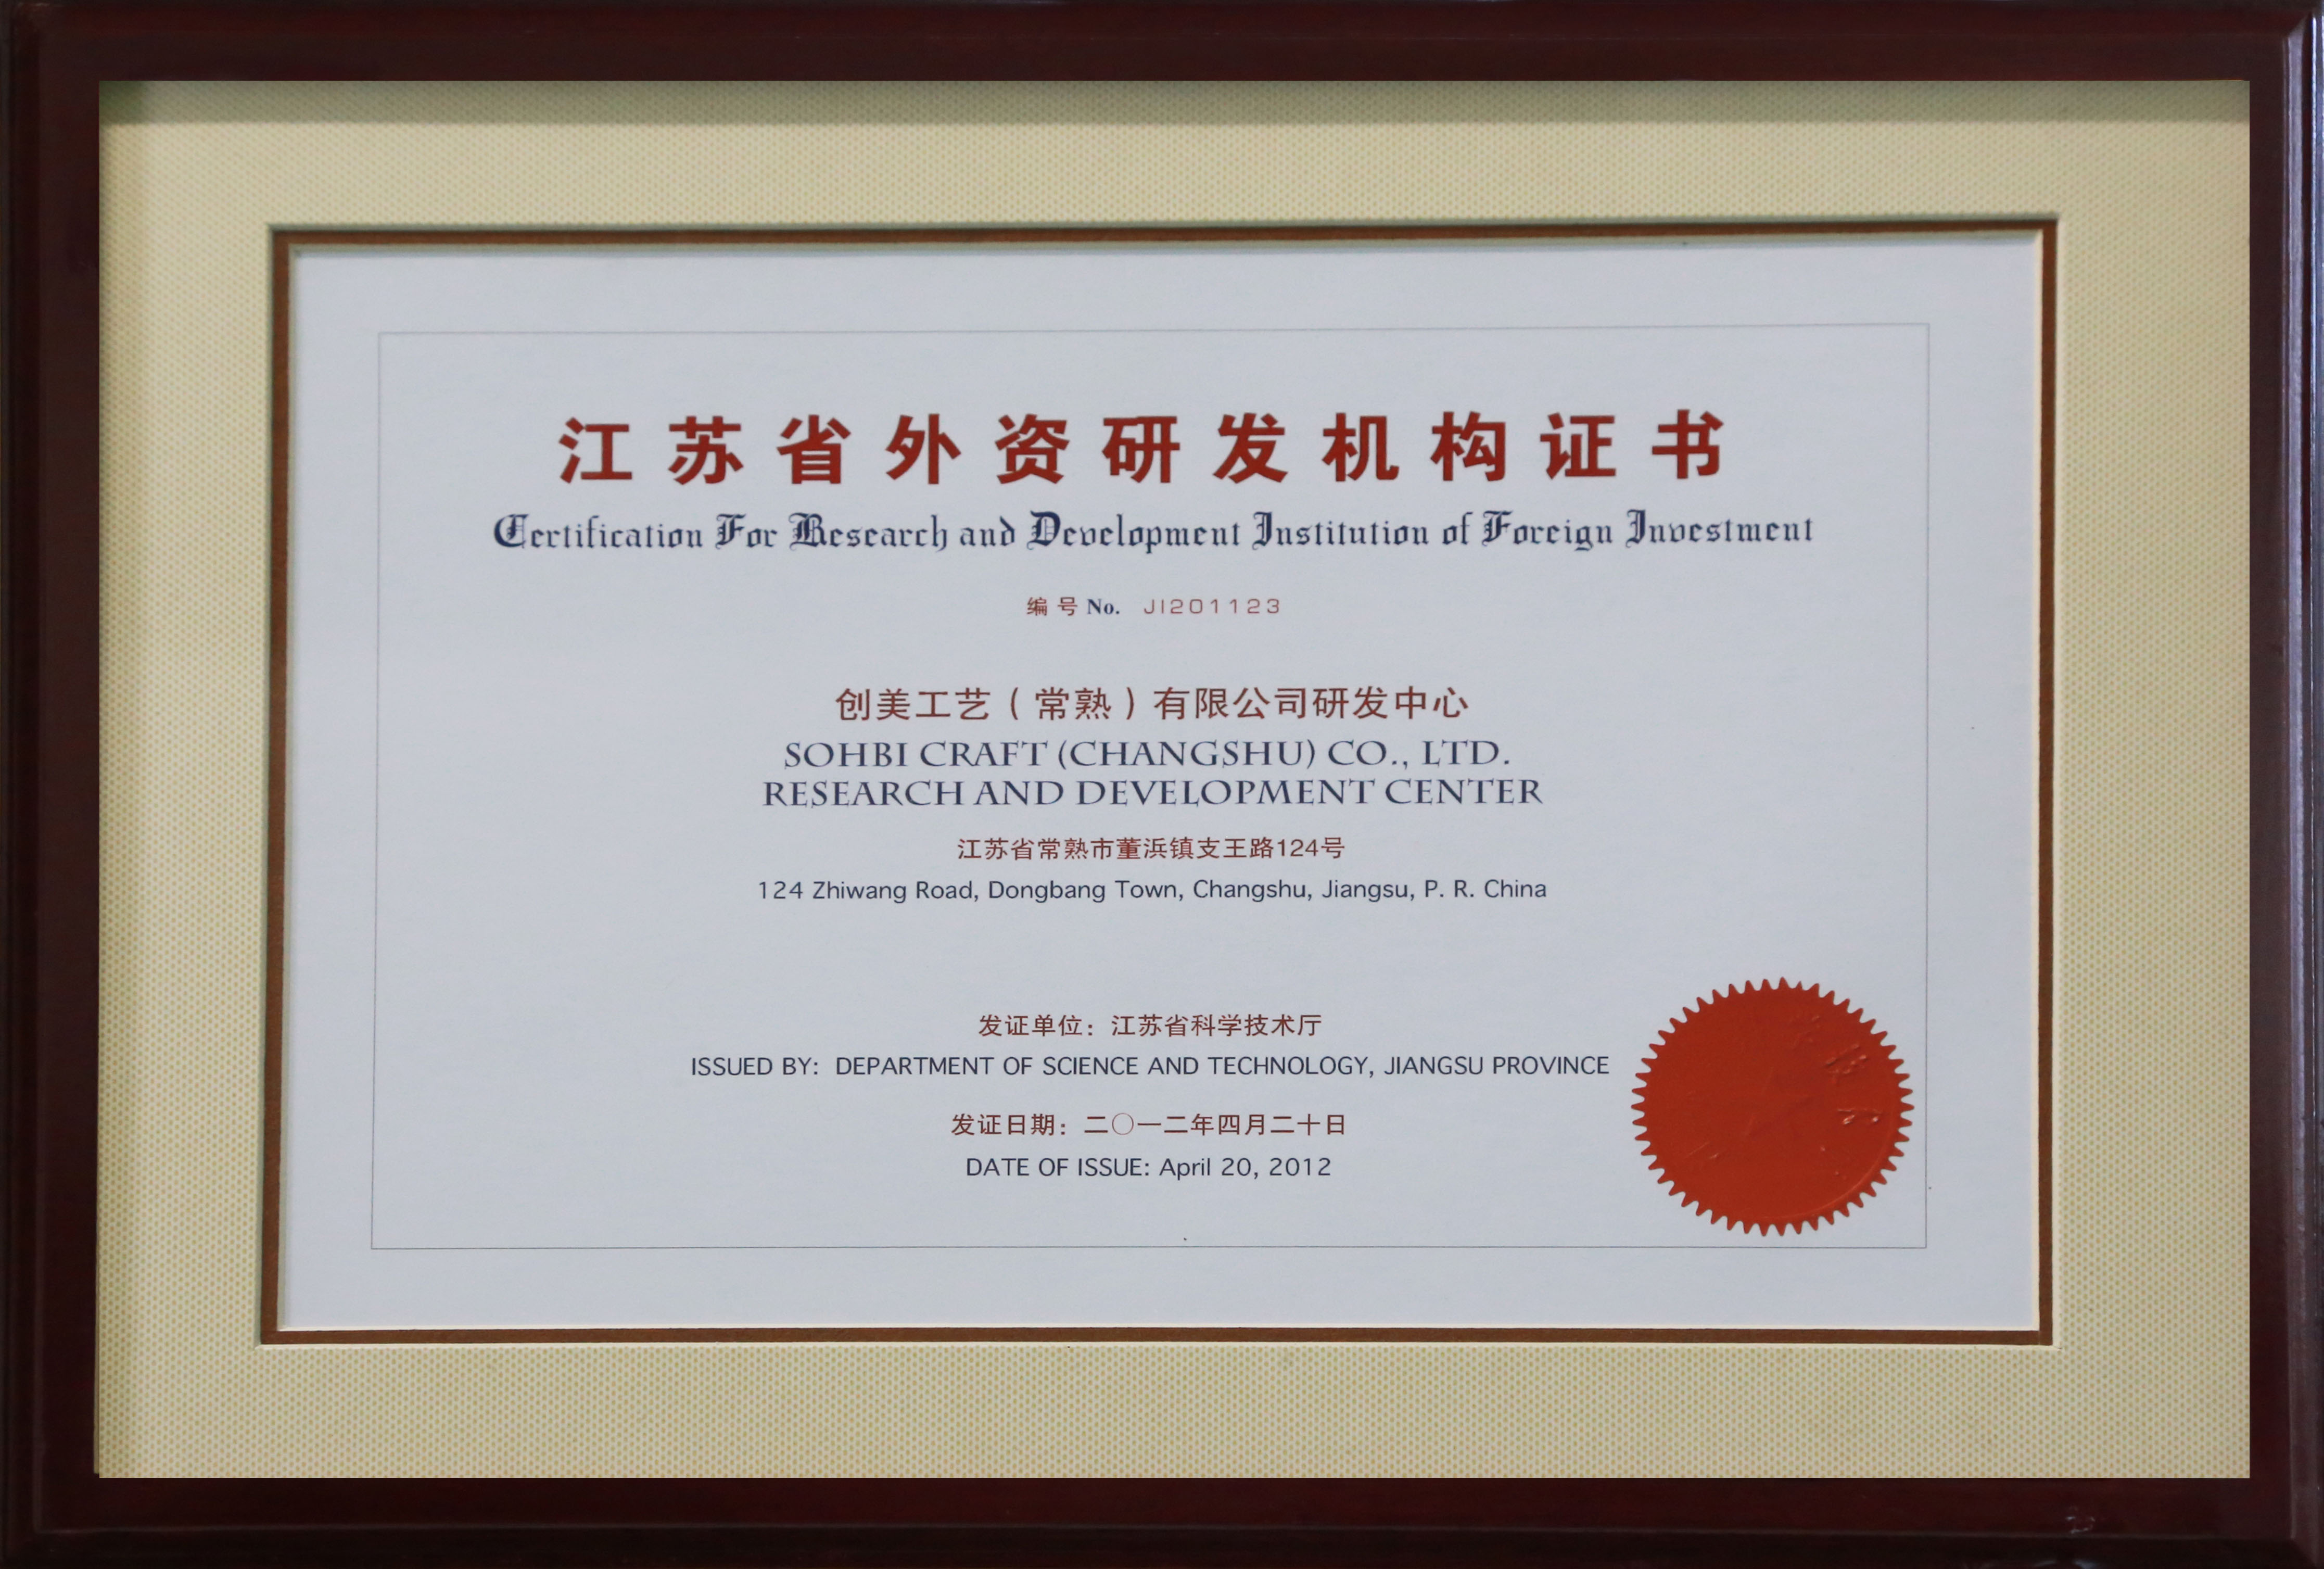 江苏省外资研发机构证书
Certification For Research and Development Institution of Foreign Investment
编号 No. JI201123
创美工艺（常熟）有限公司研发中心
SOHBI CRAFT (CHANGSHU) CO., LTD.
RESEARCH AND DEVELOPMENT CENTER
江苏省常熟市董浜镇支王路124号
124 Zhiwang Road, Dongbang Town, Changshu, Jiangsu, P. R. China
发证单位：江苏省科学技术厅
ISSUED BY: DEPARTMENT OF SCIENCE AND TECHNOLOGY, JIANGSU PROVINCE
发证日期：二〇一二年四月二十日
DATE OF ISSUE: April 20, 2012